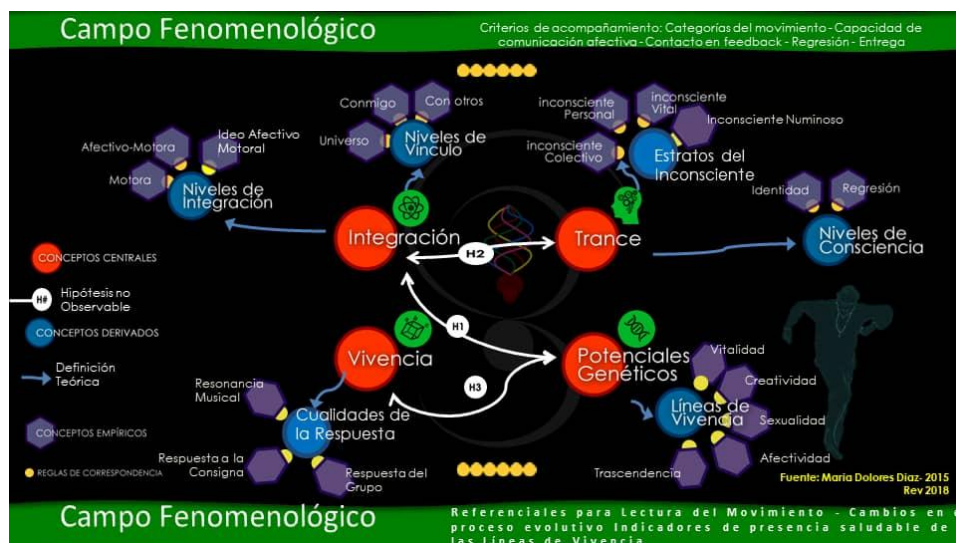 Campo Fenomenológico
Criterios de acompañamiento: Categorías del movimiento - Capacidad de
comunicación afectiva - Contacto en feedback - Regresión - Entrega
Conmigo
Con otros
Universo
Niveles de
Vínculo
Ideo Afectivo
Motoral
Afectivo-Motora
Motora
Niveles de
Integración
inconsciente
Personal
inconsciente
Vital
Inconsciente Numinoso
inconsciente
Colectivo
Estratos del
Inconsciente
Identidad
Regresión
Niveles de
Consciencia
Integración
H2
Trance
CONCEPTOS CENTRALES
H#
Hipótesis no
Observable
CONCEPTOS DERIVADOS
Definición
Teórica
CONCEPTOS EMPÍRICOS
REGLAS DE CORRESPONDENCIA
H1
H3
Vivencia
Potenciales
Genéticos
Resonancia
Musical
Cualidades de
la Respuesta
Respuesta a la
Consigna
Respuesta del
Grupo
Vitalidad
Creatividad
Líneas de
Vivencia
Sexualidad
Afectividad
Trascendencia
Fuente: María Dolores Díaz- 2015
Rev 2018
Campo Fenomenológico
Referenciales para Lectura del Movimiento - Cambios en
proceso evolutivo Indicadores de presencia saludable de
las Líneas de Vivencia